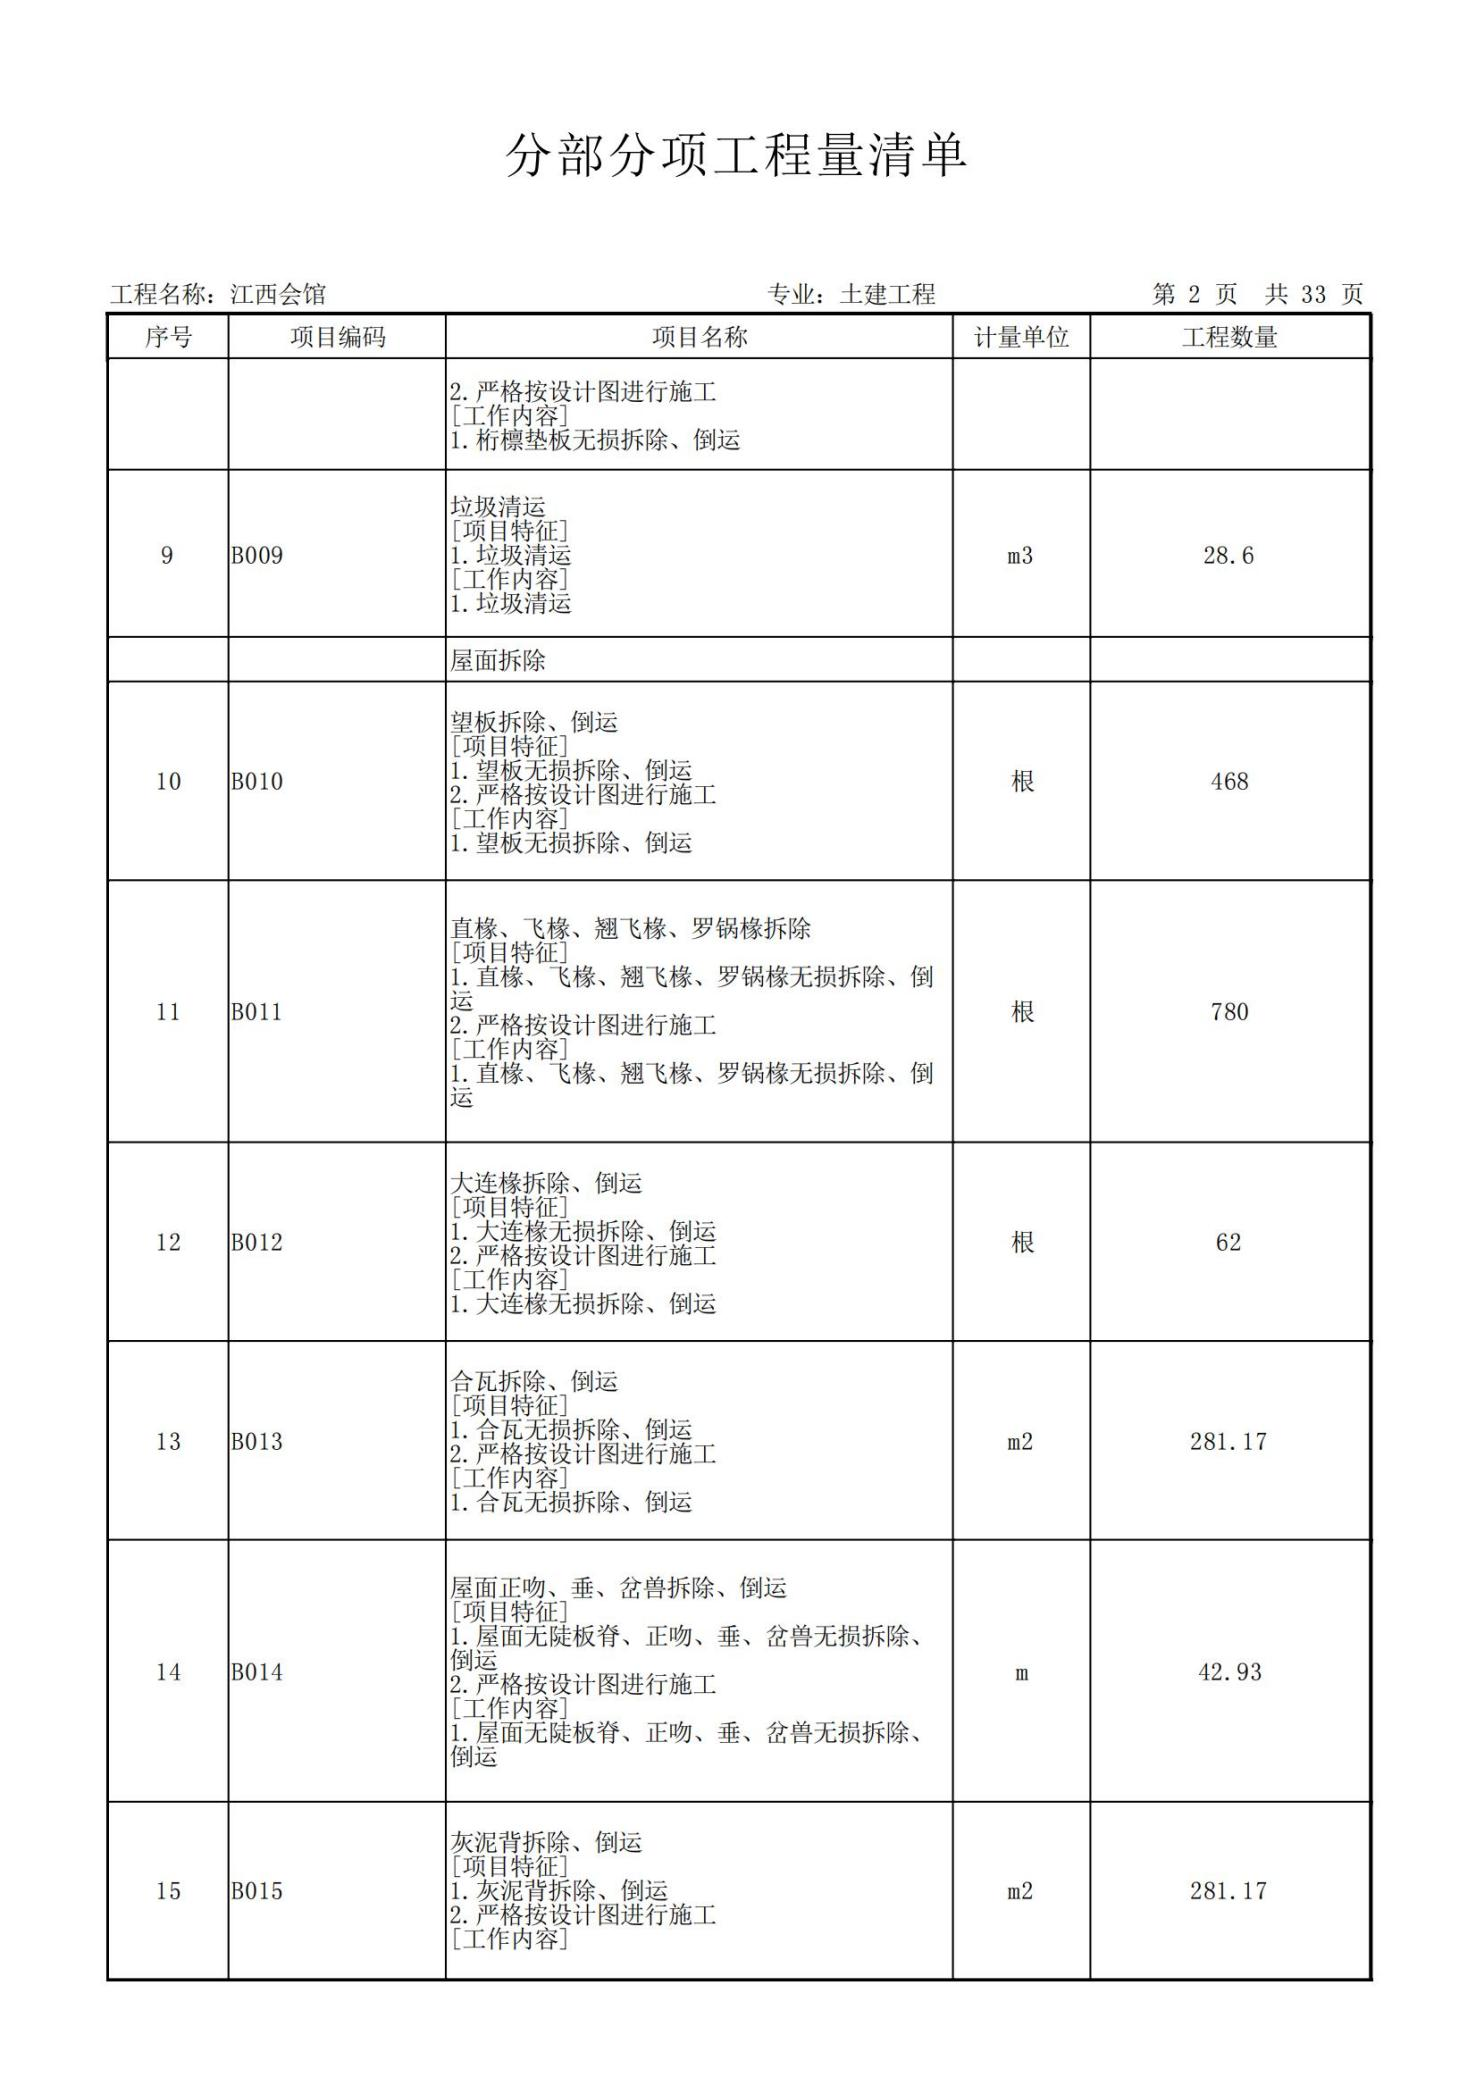 分部分项工程量清单
工程名称：江西会馆 专业：土建工程 第 2 页 共 33 页
序号 项目编码 项目名称 计量单位 工程数量
2.严格按设计图进行施工
[工作内容]
1.桁檩垫板无损拆除、倒运
垃圾清运
[项目特征]
9 B009 1.垃圾清运 m3 28.6
[工作内容]
1.垃圾清运
屋面拆除
望板拆除、倒运
[项目特征]
1.望板无损拆除、倒运
10 B010 2.严格按设计图进行施工 根 468
[工作内容]
1.望板无损拆除、倒运
直椽、飞椽、翘飞椽、罗锅椽拆除
[项目特征]
1.直椽、飞椽、翘飞椽、罗锅椽无损拆除、倒
运
11 B011 2.严格按设计图进行施工 根 780
[工作内容]
1.直椽、飞椽、翘飞椽、罗锅椽无损拆除、倒
运
大连椽拆除、倒运
[项目特征]
1.大连椽无损拆除、倒运
12 B012 2.严格按设计图进行施工 根 62
[工作内容]
1.大连椽无损拆除、倒运
合瓦拆除、倒运
[项目特征]
1.合瓦无损拆除、倒运
13 B013 2.严格按设计图进行施工 m2 281.17
[工作内容]
1.合瓦无损拆除、倒运
屋面正吻、垂、岔兽拆除、倒运
[项目特征]
1.屋面无陡板脊、正吻、垂、岔兽无损拆除、
倒运
14 B014 2.严格按设计图进行施工 m 42.93
[工作内容]
1.屋面无陡板脊、正吻、垂、岔兽无损拆除、
倒运
灰泥背拆除、倒运
[项目特征]
15 B015 1.灰泥背拆除、倒运 m2 281.17
2.严格按设计图进行施工
[工作内容]